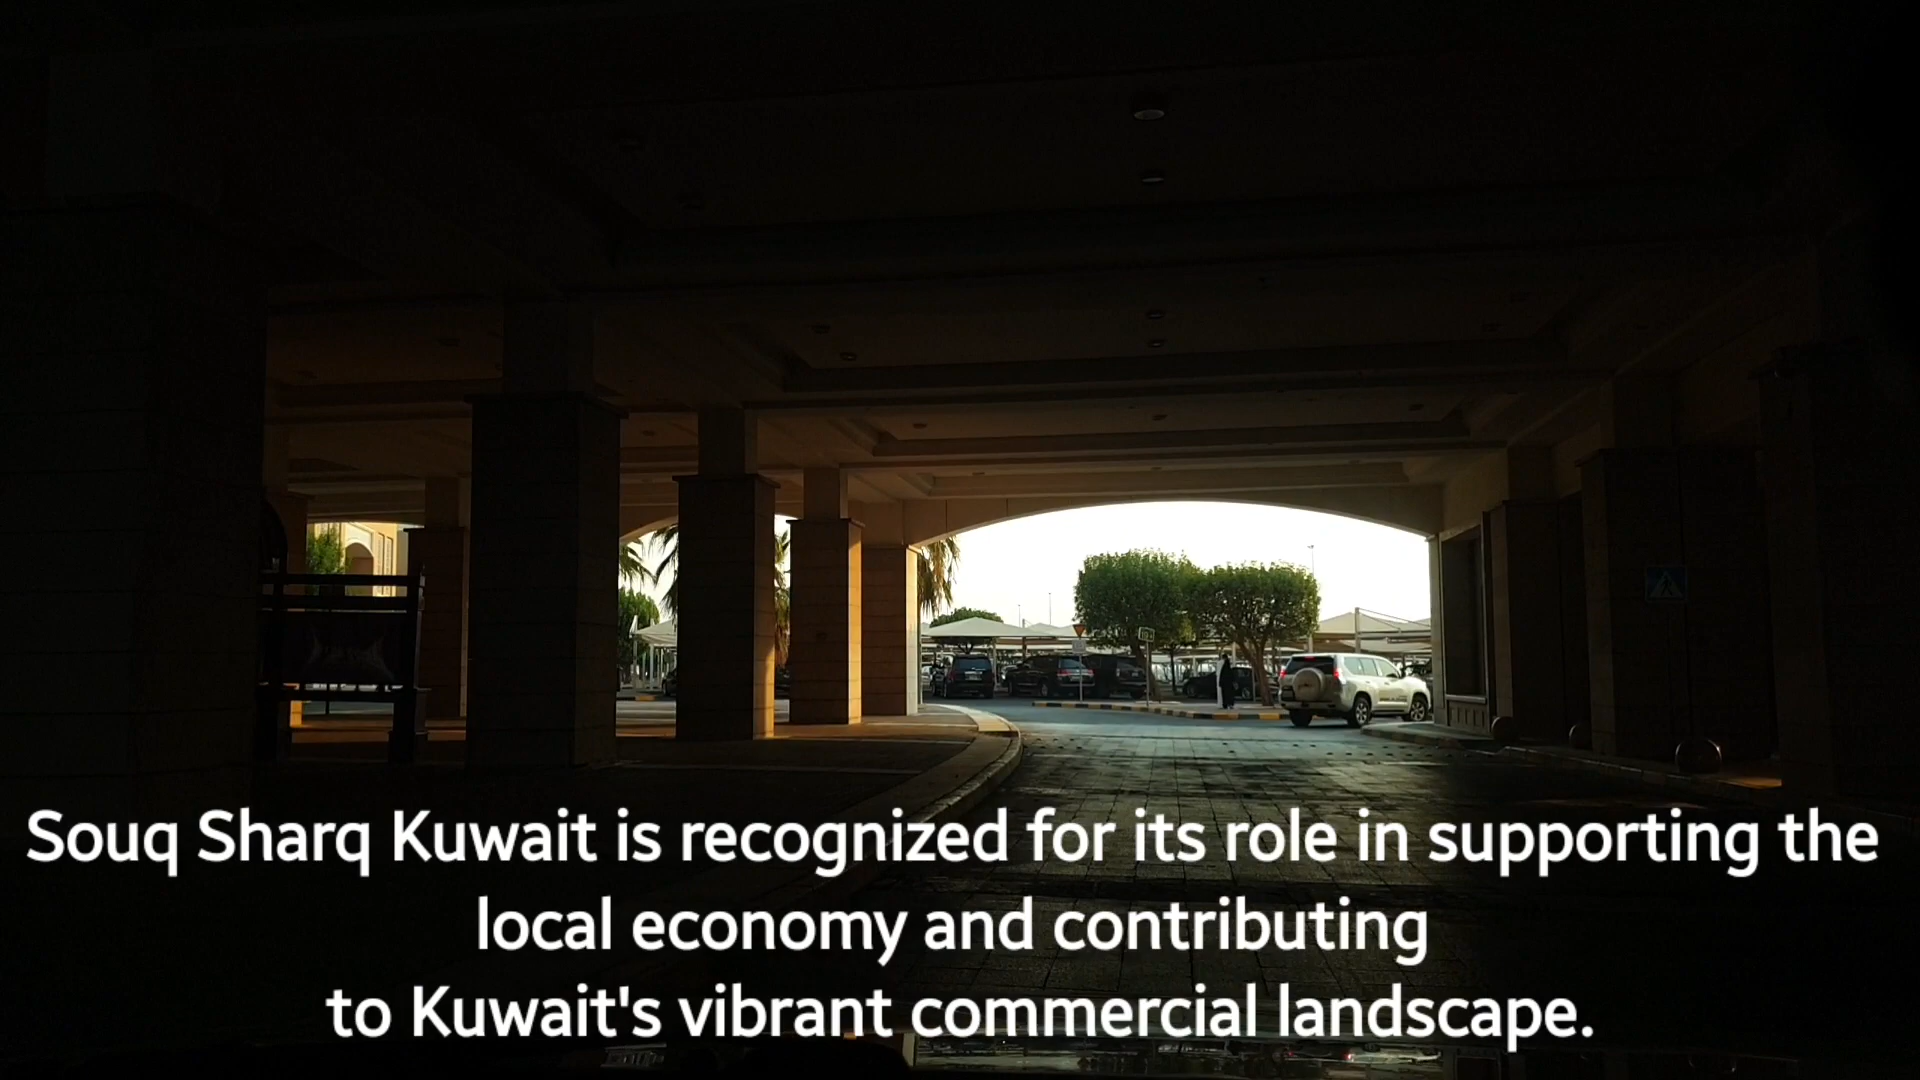 Souq Sharq Kuwait is recognized for its role in supporting the
local economy and contributing
to Kuwait's vibrant commercial landscape.